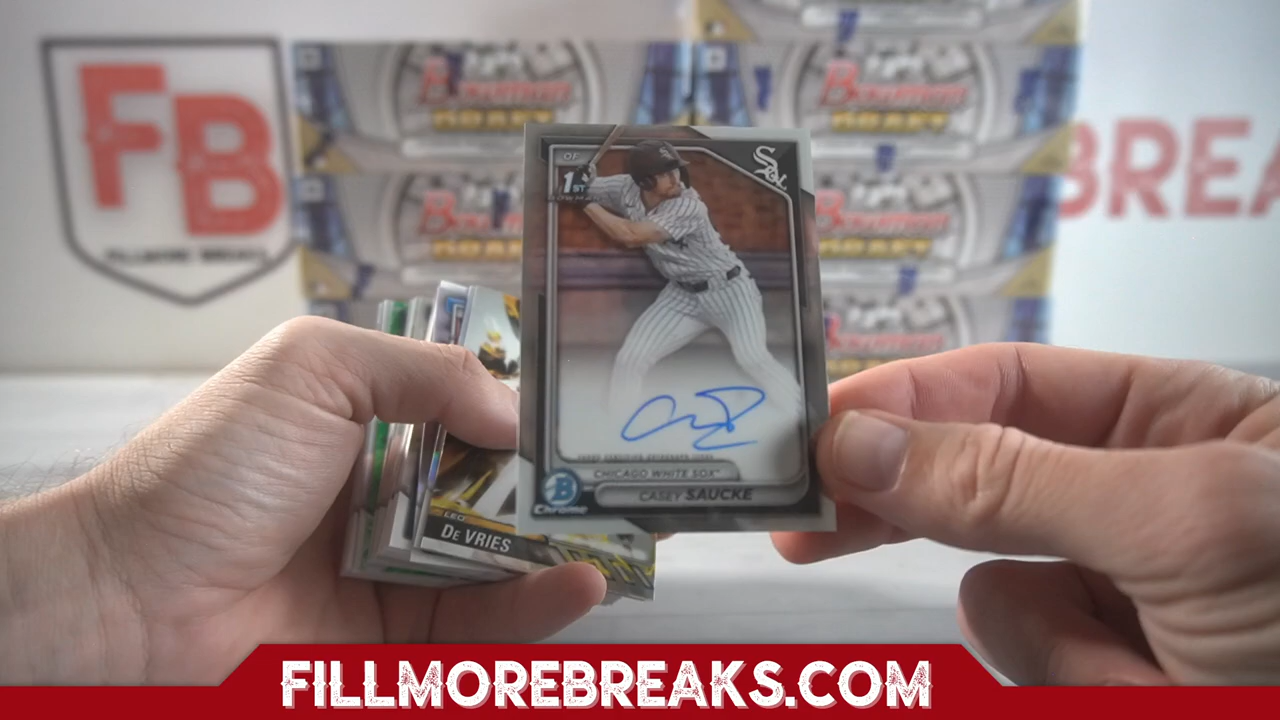 FB
FILLMORE BREAKS
Bowman
DRAFT
Bowman
DRAFT
Bowman
DRAFT
Bowman
DRAFT
Bowman
BREA
OF
1ST
BOWMAN
Sox
CHICAGO WHITE SOX
CASEY SAUCKE
B
Chrome
LEO
DE VRIES
FILLMOREBREAKS.COM